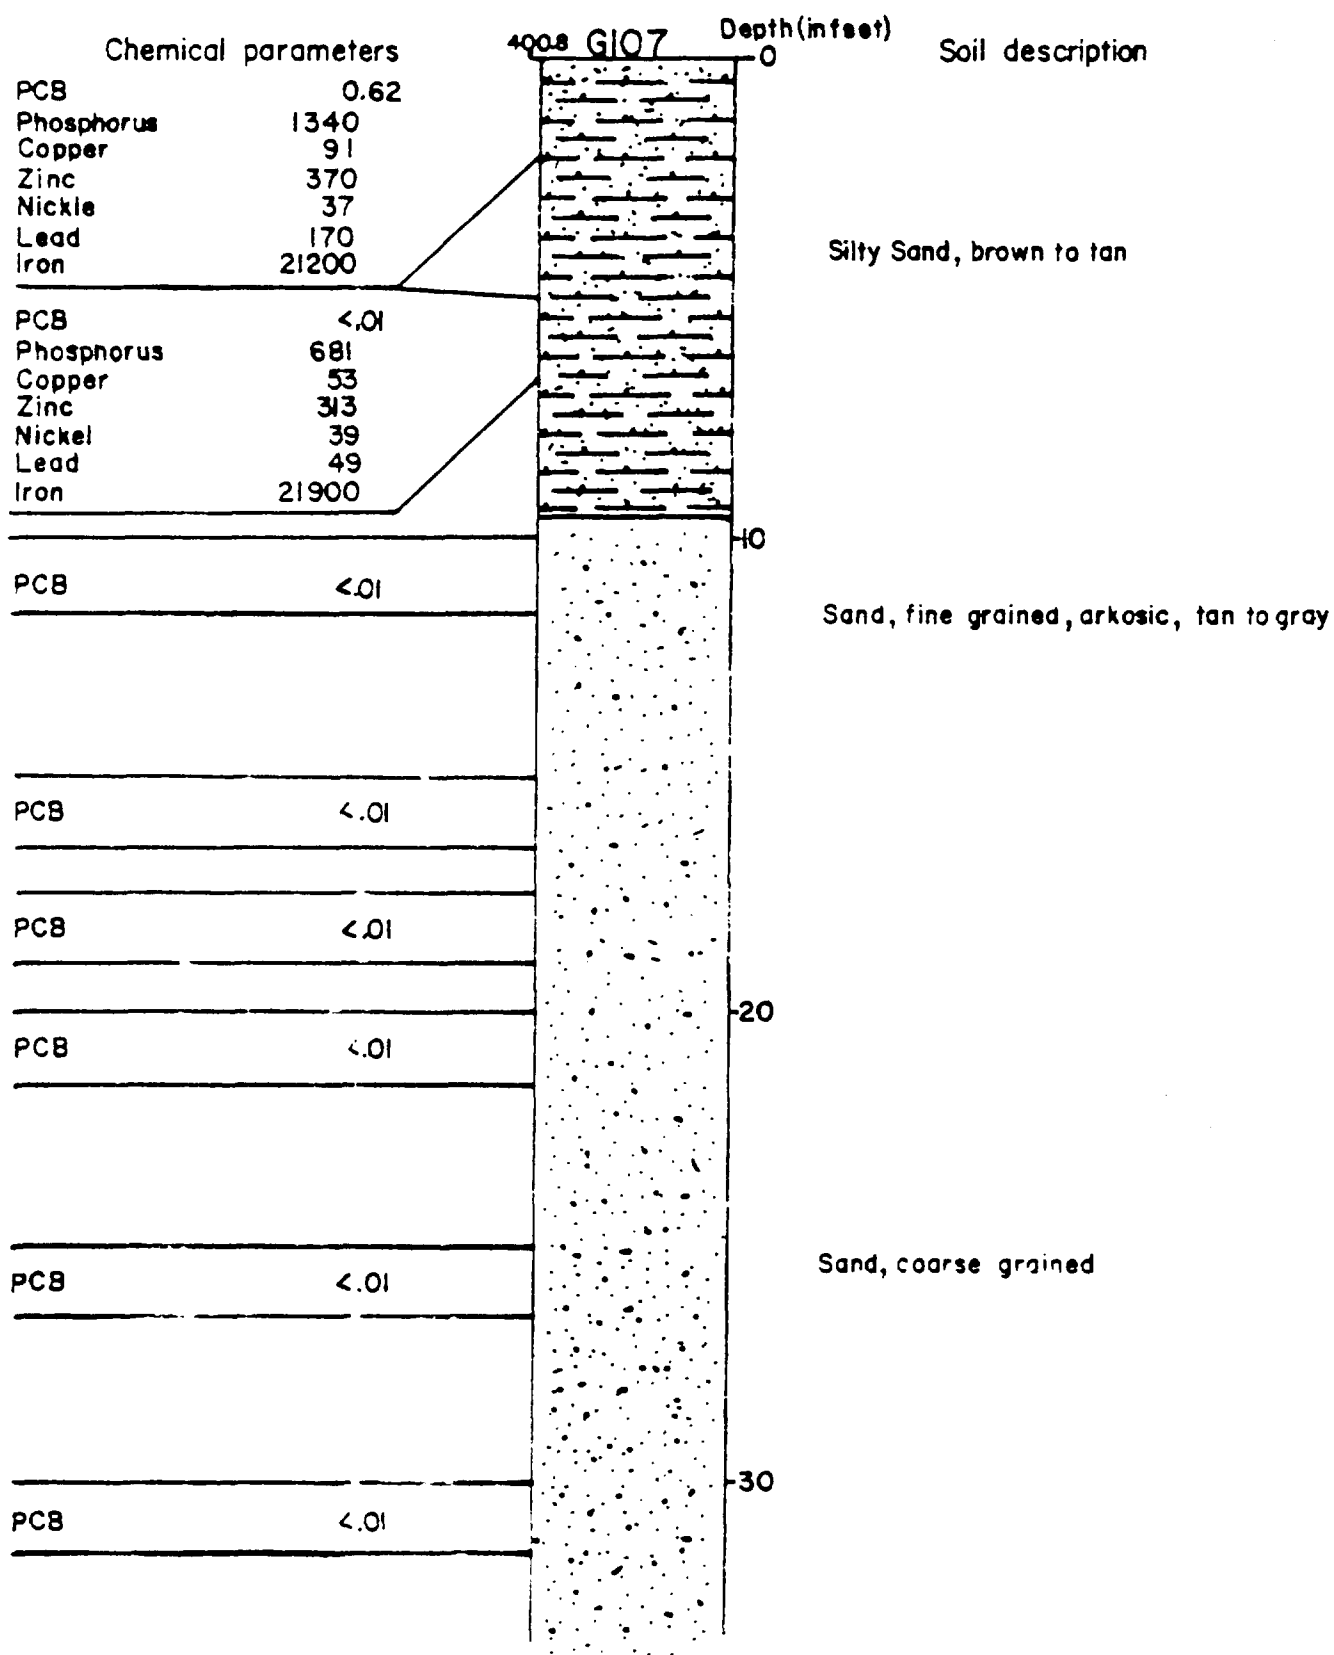 Chemical parameters 400.8 G107 Depth (in feet) Soil description
0
PCB 0.62
Phosphorus 1340
Copper 91
Zinc 370
Nickle 37
Lead 170
Iron 21200
Silty Sand, brown to tan
PCB <.01
Phosphorus 681
Copper 53
Zinc 313
Nickel 39
Lead 49
Iron 21900
10
PCB <.01
Sand, fine grained, arkosic, tan to gray
PCB <.01
PCB <.01
20
PCB <.01
Sand, coarse grained
PCB <.01
30
PCB <.01